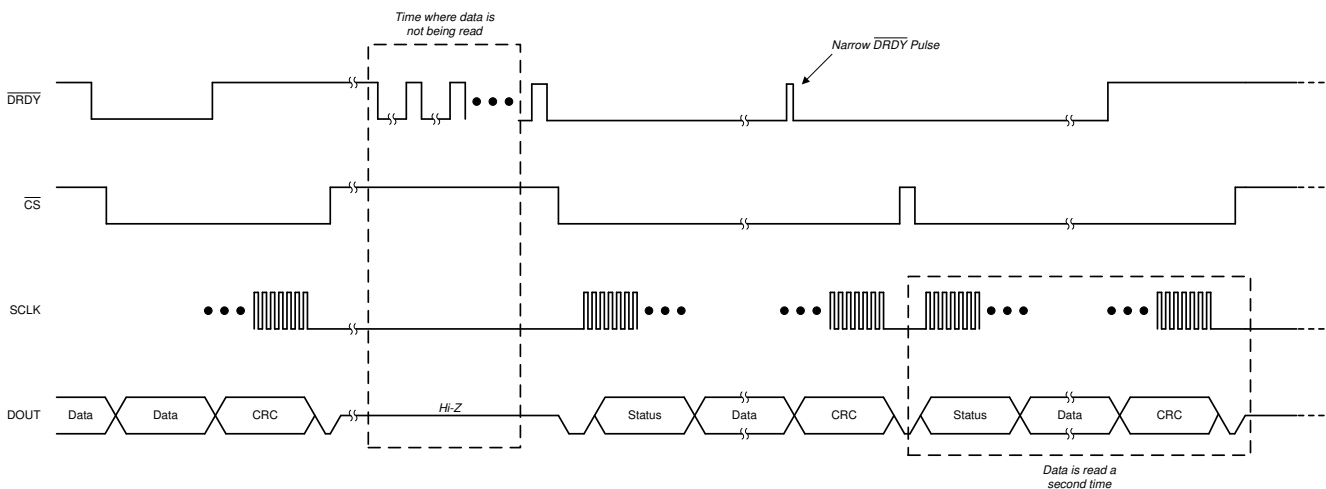 Time where data is
not being read
Narrow DRDY Pulse
DRDY
CS
SCLK
DOUT
Data
Data
CRC
Hi-Z
Status
Data
CRC
Status
Data
CRC
Data is read a
second time